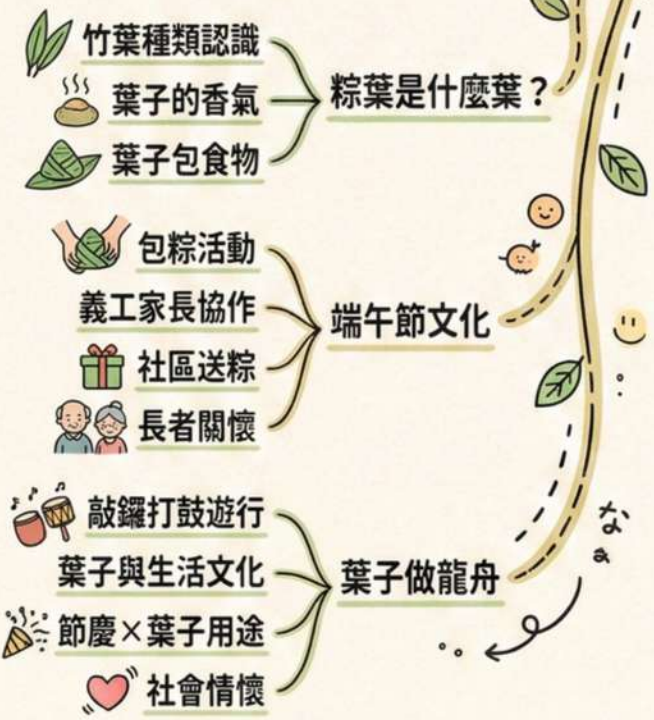 竹葉種類認識
葉子的香氣
葉子包食物
粽葉是什麼葉？
包粽活動
義工家長協作
社區送粽
長者關懷
端午節文化
敲鑼打鼓遊行
葉子與生活文化
節慶×葉子用途
社會情懷
葉子做龍舟
な